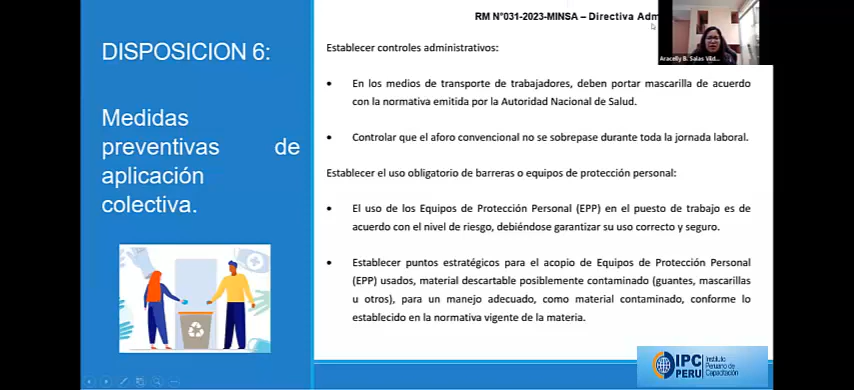 RM N°031-2023-MINSA – Directiva Adm
DISPOSICION 6:
Medidas
preventivas de
aplicación
colectiva.
Establecer controles administrativos:
• En los medios de transporte de trabajadores, deben portar mascarilla de acuerdo
con la normativa emitida por la Autoridad Nacional de Salud.
• Controlar que el aforo convencional no se sobrepase durante toda la jornada laboral.
Establecer el uso obligatorio de barreras o equipos de protección personal:
• El uso de los Equipos de Protección Personal (EPP) en el puesto de trabajo es de
acuerdo con el nivel de riesgo, debiéndose garantizar su uso correcto y seguro.
• Establecer puntos estratégicos para el acopio de Equipos de Protección Personal
(EPP) usados, material descartable posiblemente contaminado (guantes, mascarillas
u otros), para un manejo adecuado, como material contaminado, conforme lo
establecido en la normativa vigente de la materia.
Aracelly B. Salas
IPC
PERU
Instituto
Peruano de
Capacitación